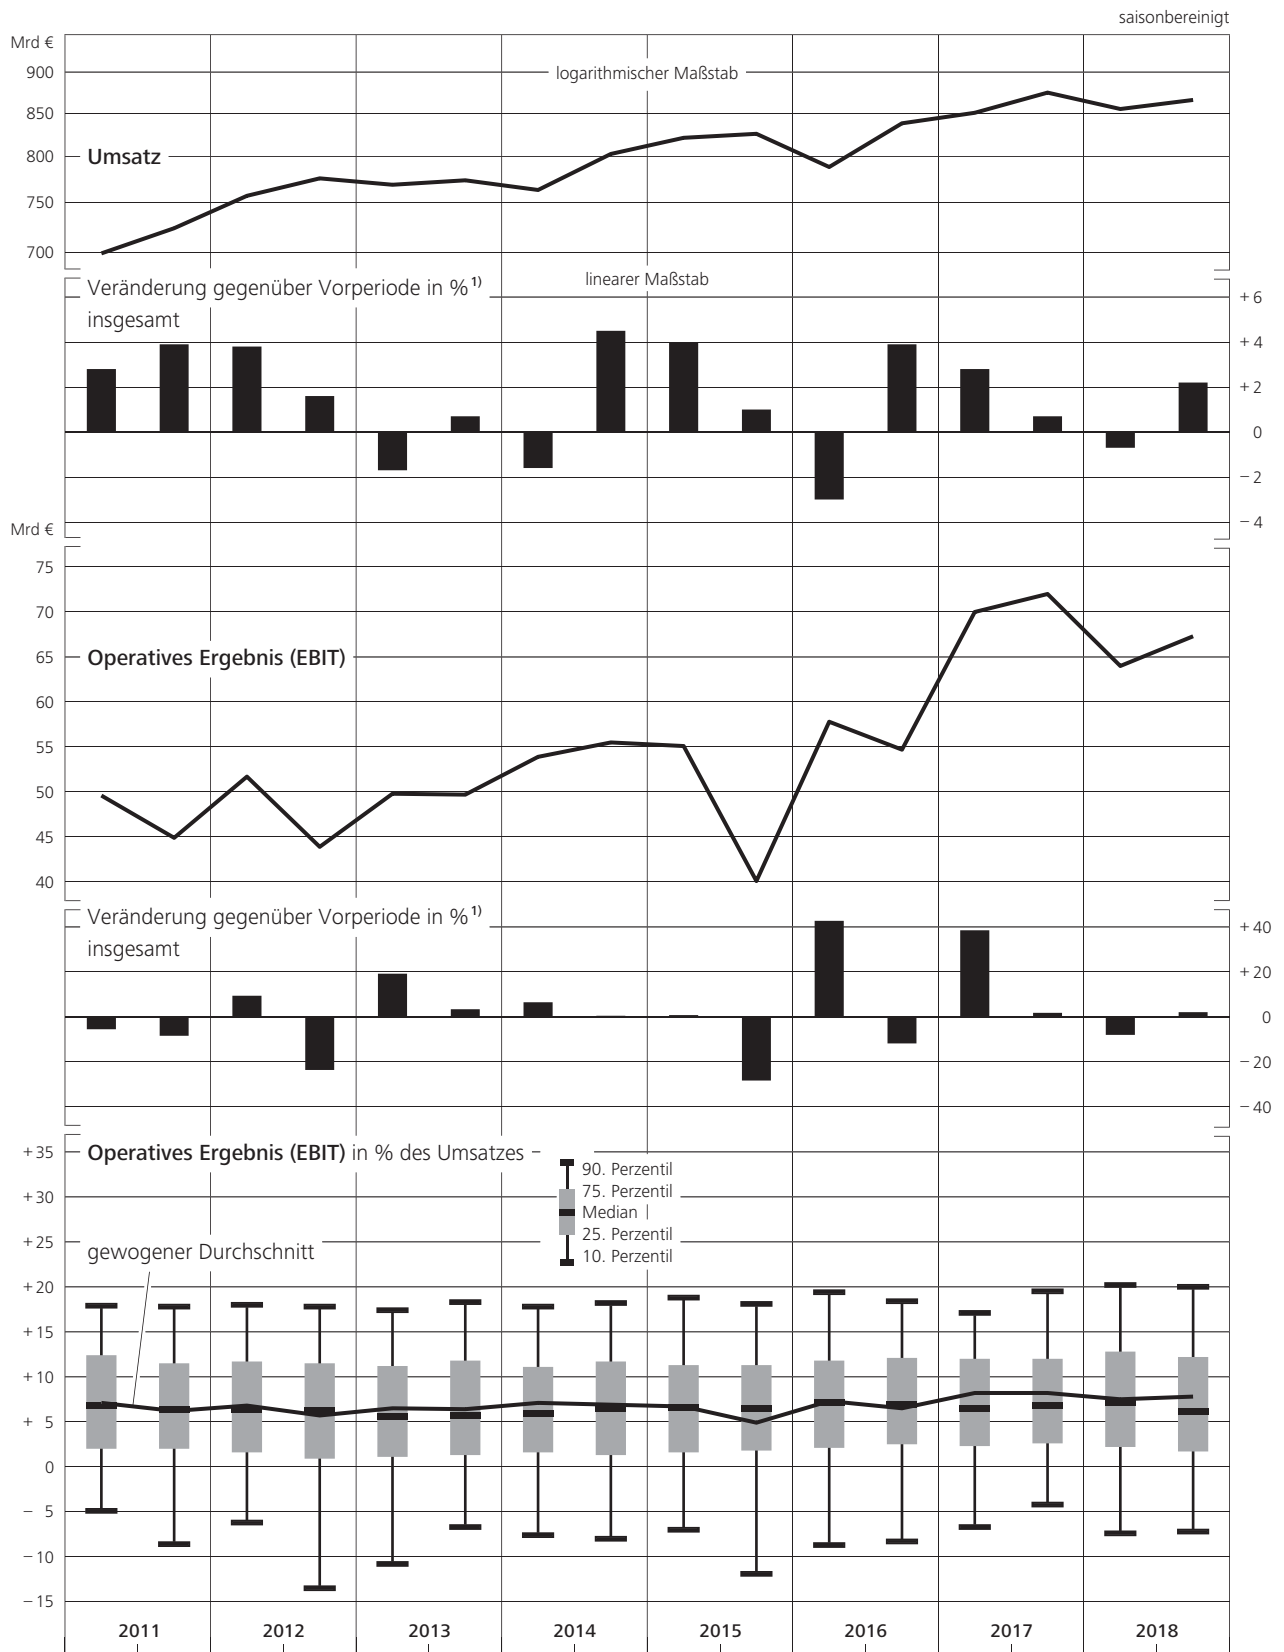 saisonbereinigt
Mrd €
900
logarithmischer Maßstab
850
800
Umsatz
750
700
Veränderung gegenüber Vorperiode in %1)
linearer Maßstab
insgesamt
+ 6
+ 4
+ 2
0
− 2
− 4
Mrd €
75
70
65
Operatives Ergebnis (EBIT)
60
55
50
45
40
Veränderung gegenüber Vorperiode in %1)
insgesamt
+ 40
+ 20
0
− 20
− 40
+ 35
Operatives Ergebnis (EBIT) in % des Umsatzes
90. Perzentil
75. Perzentil
Median
25. Perzentil
10. Perzentil
+ 30
+ 25
gewogener Durchschnitt
+ 20
+ 15
+ 10
+ 5
0
− 5
− 10
− 15
2011 2012 2013 2014 2015 2016 2017 2018